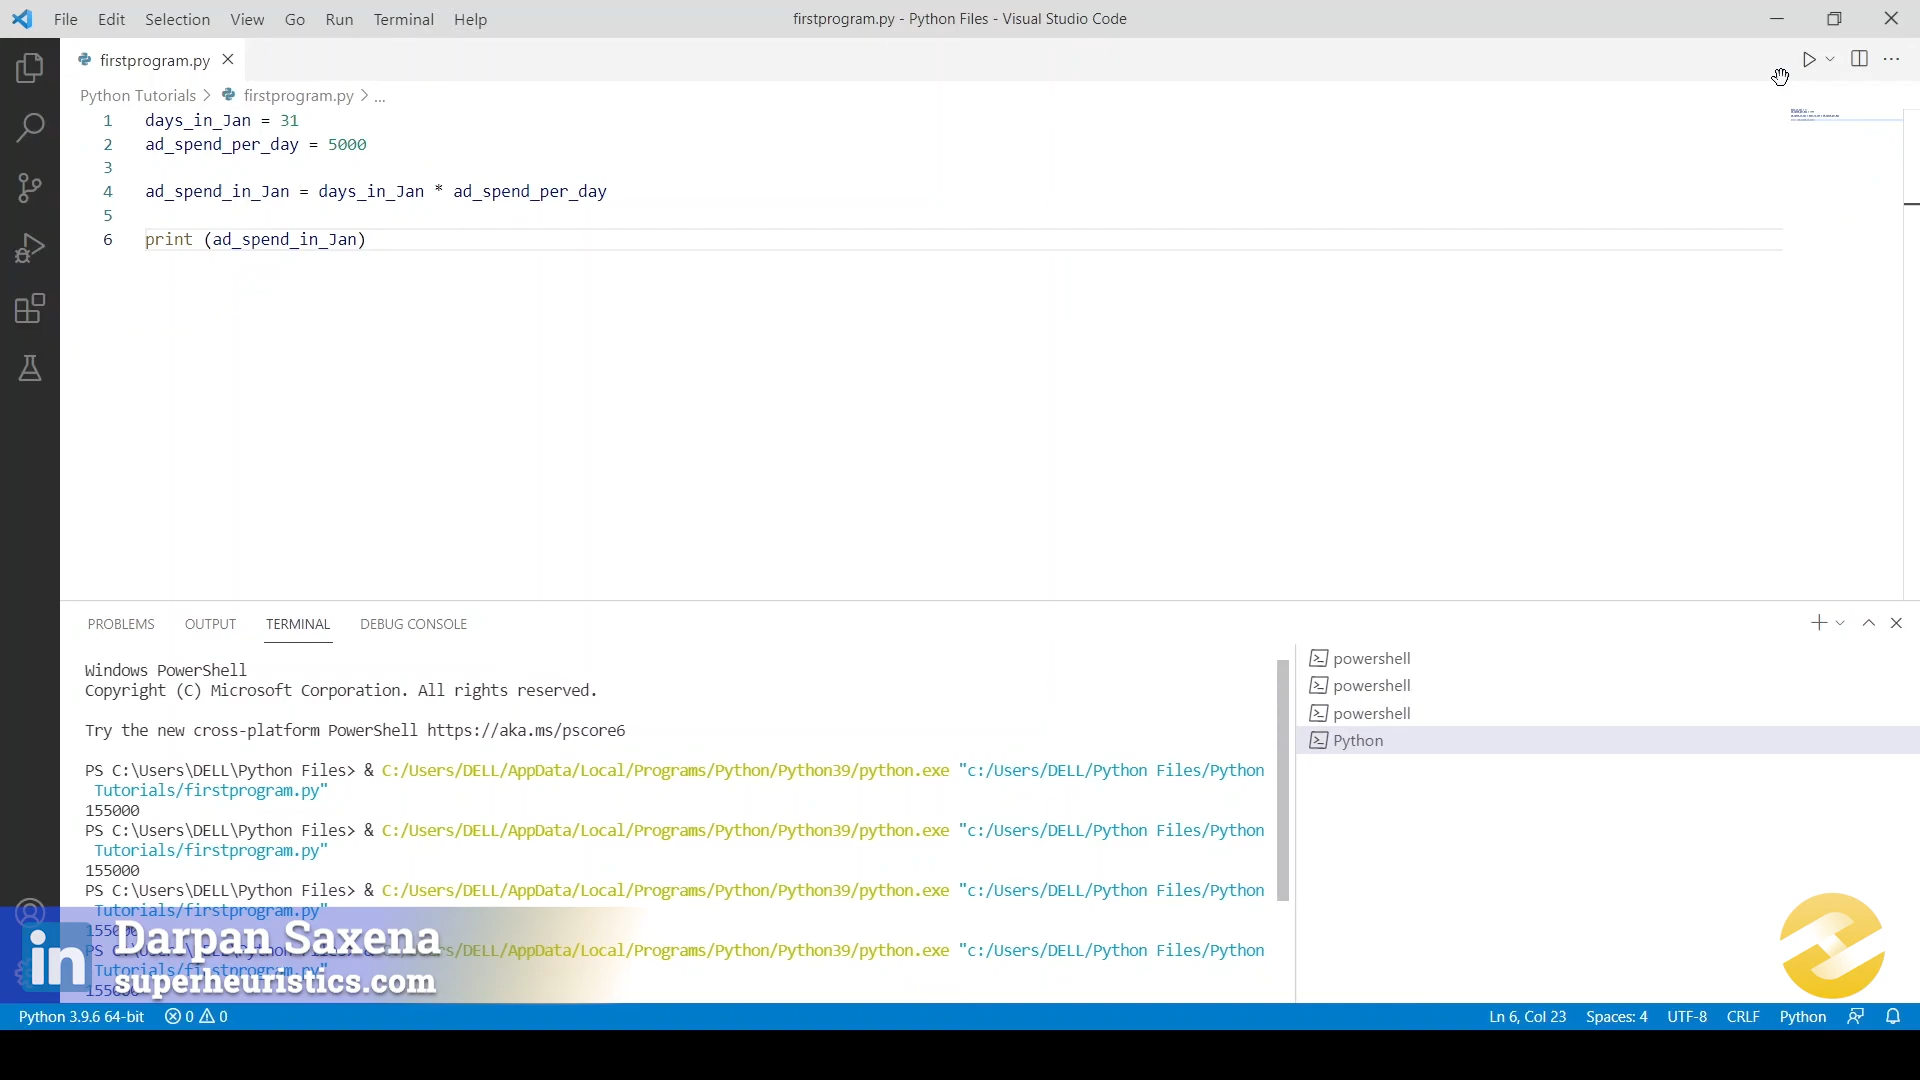 File Edit Selection View Go Run Terminal Help
firstprogram.py - Python Files - Visual Studio Code
firstprogram.py
Python Tutorials > firstprogram.py > ...
1 days_in_Jan = 31
2 ad_spend_per_day = 5000
3
4 ad_spend_in_Jan = days_in_Jan * ad_spend_per_day
5
6 print (ad_spend_in_Jan)
PROBLEMS OUTPUT TERMINAL DEBUG CONSOLE
Windows PowerShell
Copyright (C) Microsoft Corporation. All rights reserved.
Try the new cross-platform PowerShell https://aka.ms/pscore6
PS C:\Users\DELL\Python Files> & C:/Users/DELL/AppData/Local/Programs/Python/Python39/python.exe "c:/Users/DELL/Python Files/Python
Tutorials/firstprogram.py"
155000
PS C:\Users\DELL\Python Files> & C:/Users/DELL/AppData/Local/Programs/Python/Python39/python.exe "c:/Users/DELL/Python Files/Python
Tutorials/firstprogram.py"
155000
PS C:\Users\DELL\Python Files> & C:/Users/DELL/AppData/Local/Programs/Python/Python39/python.exe "c:/Users/DELL/Python Files/Python
Tutorials/firstprogram.py"
155000
PS C:\Users\DELL\Python Files> & C:/Users/DELL/AppData/Local/Programs/Python/Python39/python.exe "c:/Users/DELL/Python Files/Python
Tutorials/firstprogram.py"
155000
powershell
powershell
powershell
Python
in
Darpan Saxena
superheuristics.com
Python 3.9.6 64-bit 0 0
Ln 6, Col 23 Spaces: 4 UTF-8 CRLF Python